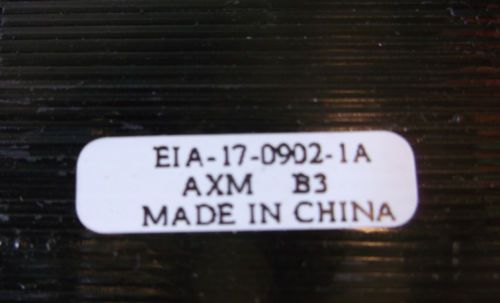 EIA-17-0902-1A
AXM B3
MADE IN CHINA